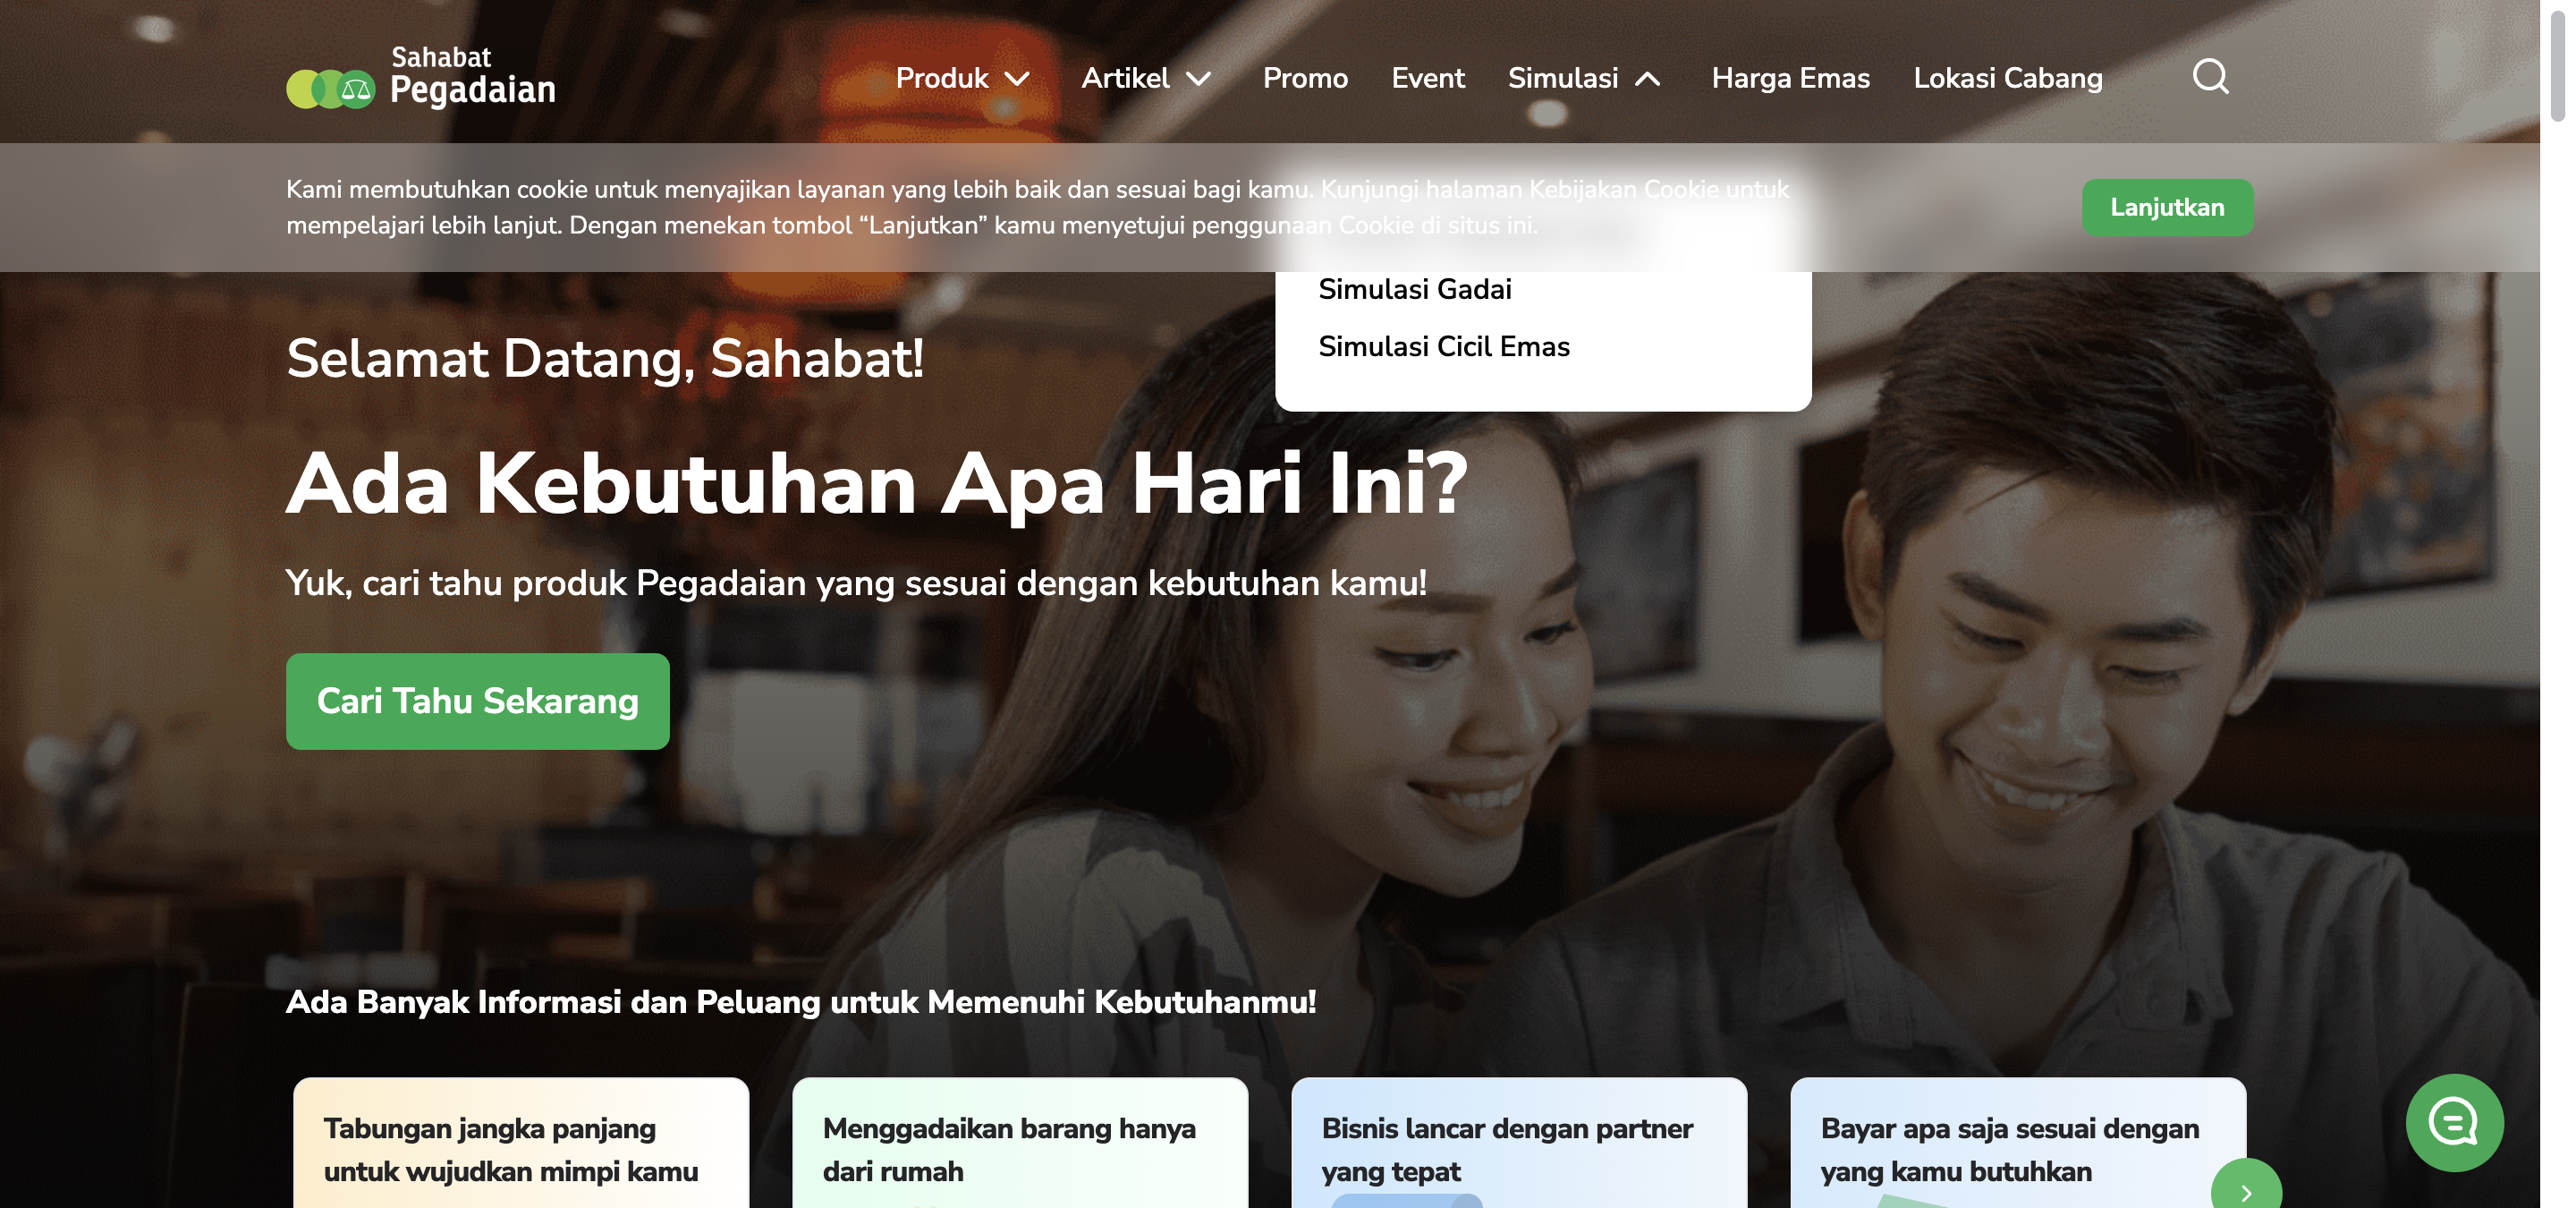 Sahabat
Pegadaian
Produk
Artikel
Promo
Event
Simulasi
Harga Emas
Lokasi Cabang
Kami membutuhkan cookie untuk menyajikan layanan yang lebih baik dan sesuai bagi kamu. Kunjungi halaman Kebijakan Cookie untuk
mempelajari lebih lanjut. Dengan menekan tombol “Lanjutkan” kamu menyetujui penggunaan Cookie di situs ini.
Lanjutkan
Simulasi Gadai
Simulasi Cicil Emas
Selamat Datang, Sahabat!
Ada Kebutuhan Apa Hari Ini?
Yuk, cari tahu produk Pegadaian yang sesuai dengan kebutuhan kamu!
Cari Tahu Sekarang
Ada Banyak Informasi dan Peluang untuk Memenuhi Kebutuhanmu!
Tabungan jangka panjang
untuk wujudkan mimpi kamu
Menggadaikan barang hanya
dari rumah
Bisnis lancar dengan partner
yang tepat
Bayar apa saja sesuai dengan
yang kamu butuhkan